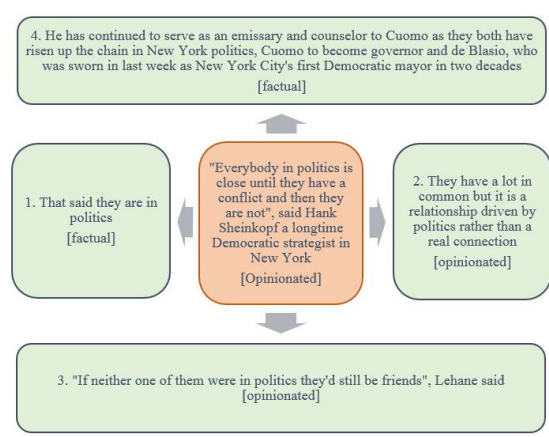 4. He has continued to serve as an emissary and counselor to Cuomo as they both have
risen up the chain in New York politics, Cuomo to become governor and de Blasio, who
was sworn in last week as New York City's first Democratic mayor in two decades
[factual]
1. That said they are in
politics
[factual]
"Everybody in politics is
close until they have a
conflict and then they
are not", said Hank
Sheinkopf a longtime
Democratic strategist in
New York
[Opinionated]
2. They have a lot in
common but it is a
relationship driven by
politics rather than a
real connection
[opinionated]
3. "If neither one of them were in politics they'd still be friends", Lehane said
[opinionated]